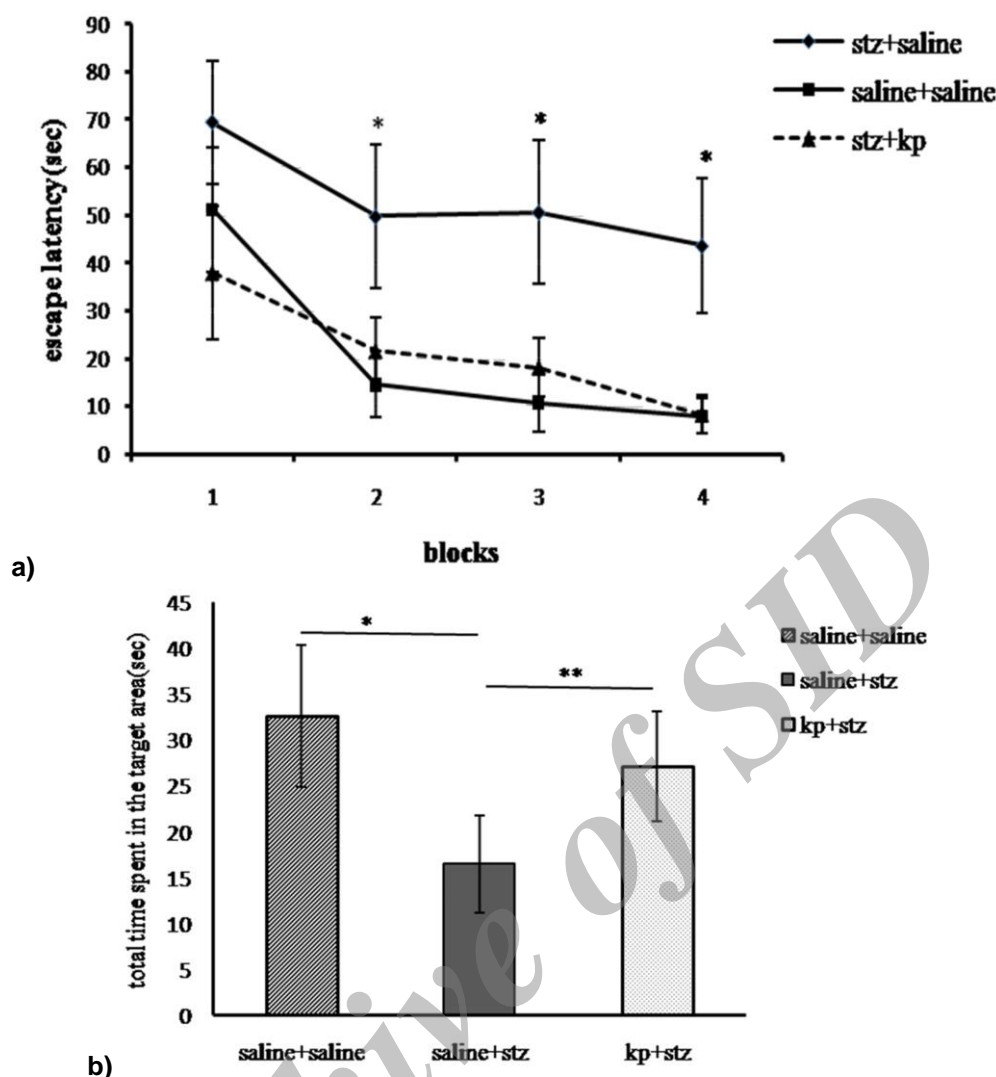 90
80
70
60
50
40
30
20
10
0
escape latency(sec)
* * *
1 2 3 4
blocks
stz+saline
saline+saline
stz+kp
a)
45
40
35
30
25
20
15
10
5
0
total time spent in the target area(sec)
*
**
saline+saline
saline+stz
kp+stz
saline+saline saline+stz kp+stz
b)
hive of SID